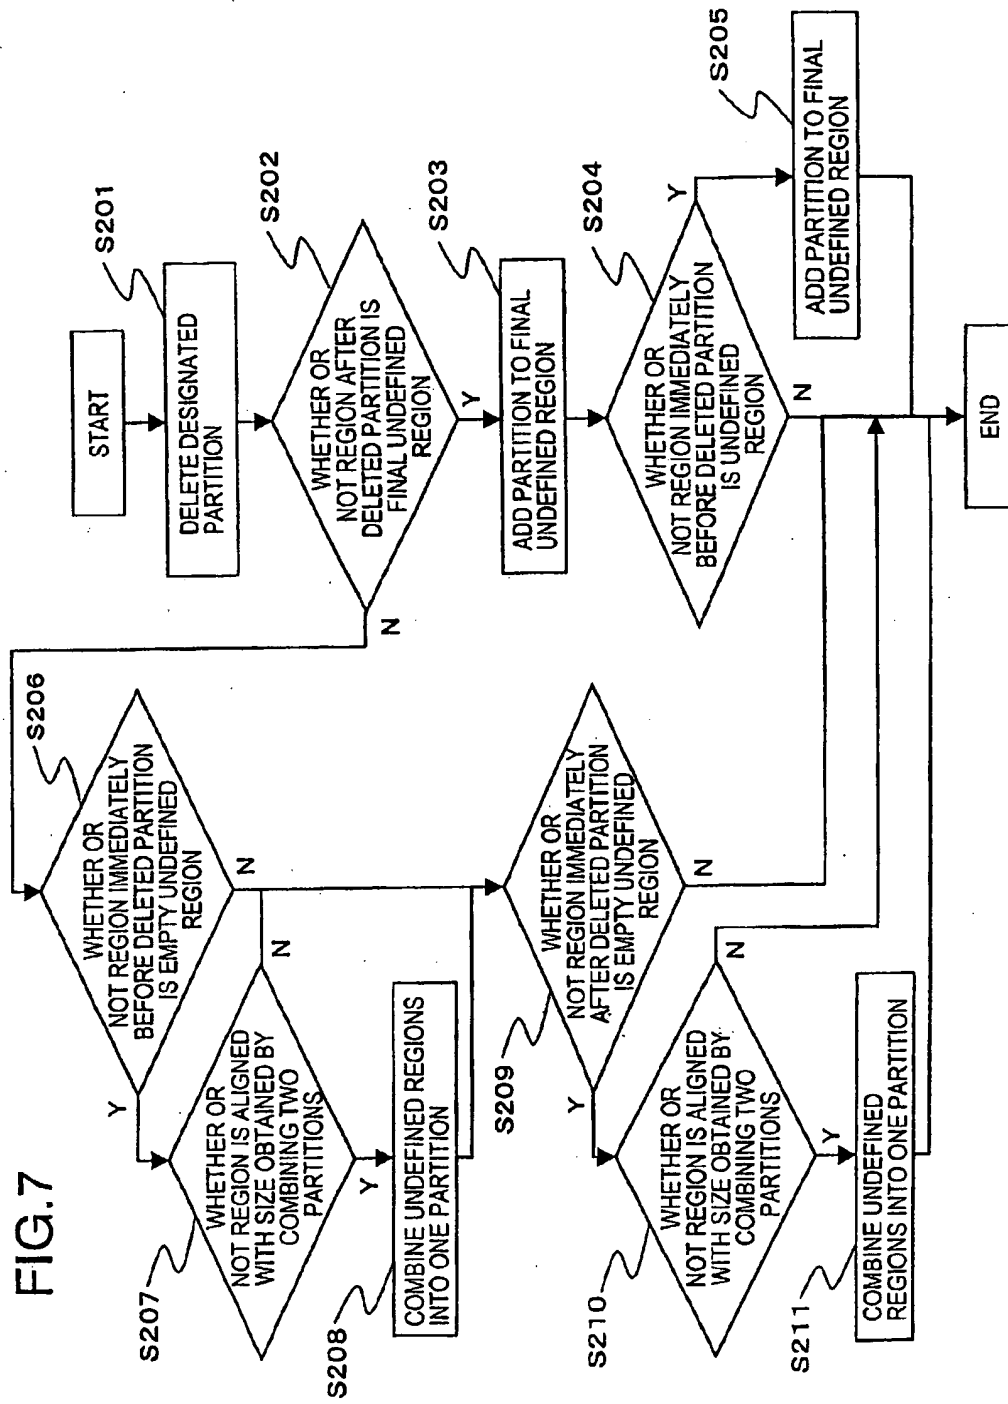 FIG.7
START
S201
DELETE DESIGNATED
PARTITION
S202
WHETHER OR
NOT REGION AFTER
DELETED PARTITION IS
FINAL UNDEFINED
REGION
N
Y
S203
ADD PARTITION TO FINAL
UNDEFINED REGION
S204
WHETHER OR
NOT REGION IMMEDIATELY
BEFORE DELETED PARTITION
IS UNDEFINED
REGION
Y
N
S205
ADD PARTITION TO FINAL
UNDEFINED REGION
END
S206
WHETHER OR
NOT REGION IMMEDIATELY
BEFORE DELETED PARTITION
IS EMPTY UNDEFINED
REGION
Y
N
S207
WHETHER OR
NOT REGION IS ALIGNED
WITH SIZE OBTAINED BY
COMBINING TWO
PARTITIONS
N
Y
S208
COMBINE UNDEFINED REGIONS
INTO ONE PARTITION
S209
WHETHER OR
NOT REGION IMMEDIATELY
AFTER DELETED PARTITION
IS EMPTY UNDEFINED
REGION
Y
N
S210
WHETHER OR
NOT REGION IS ALIGNED
WITH SIZE OBTAINED BY
COMBINING TWO
PARTITIONS
N
Y
S211
COMBINE UNDEFINED
REGIONS INTO ONE PARTITION